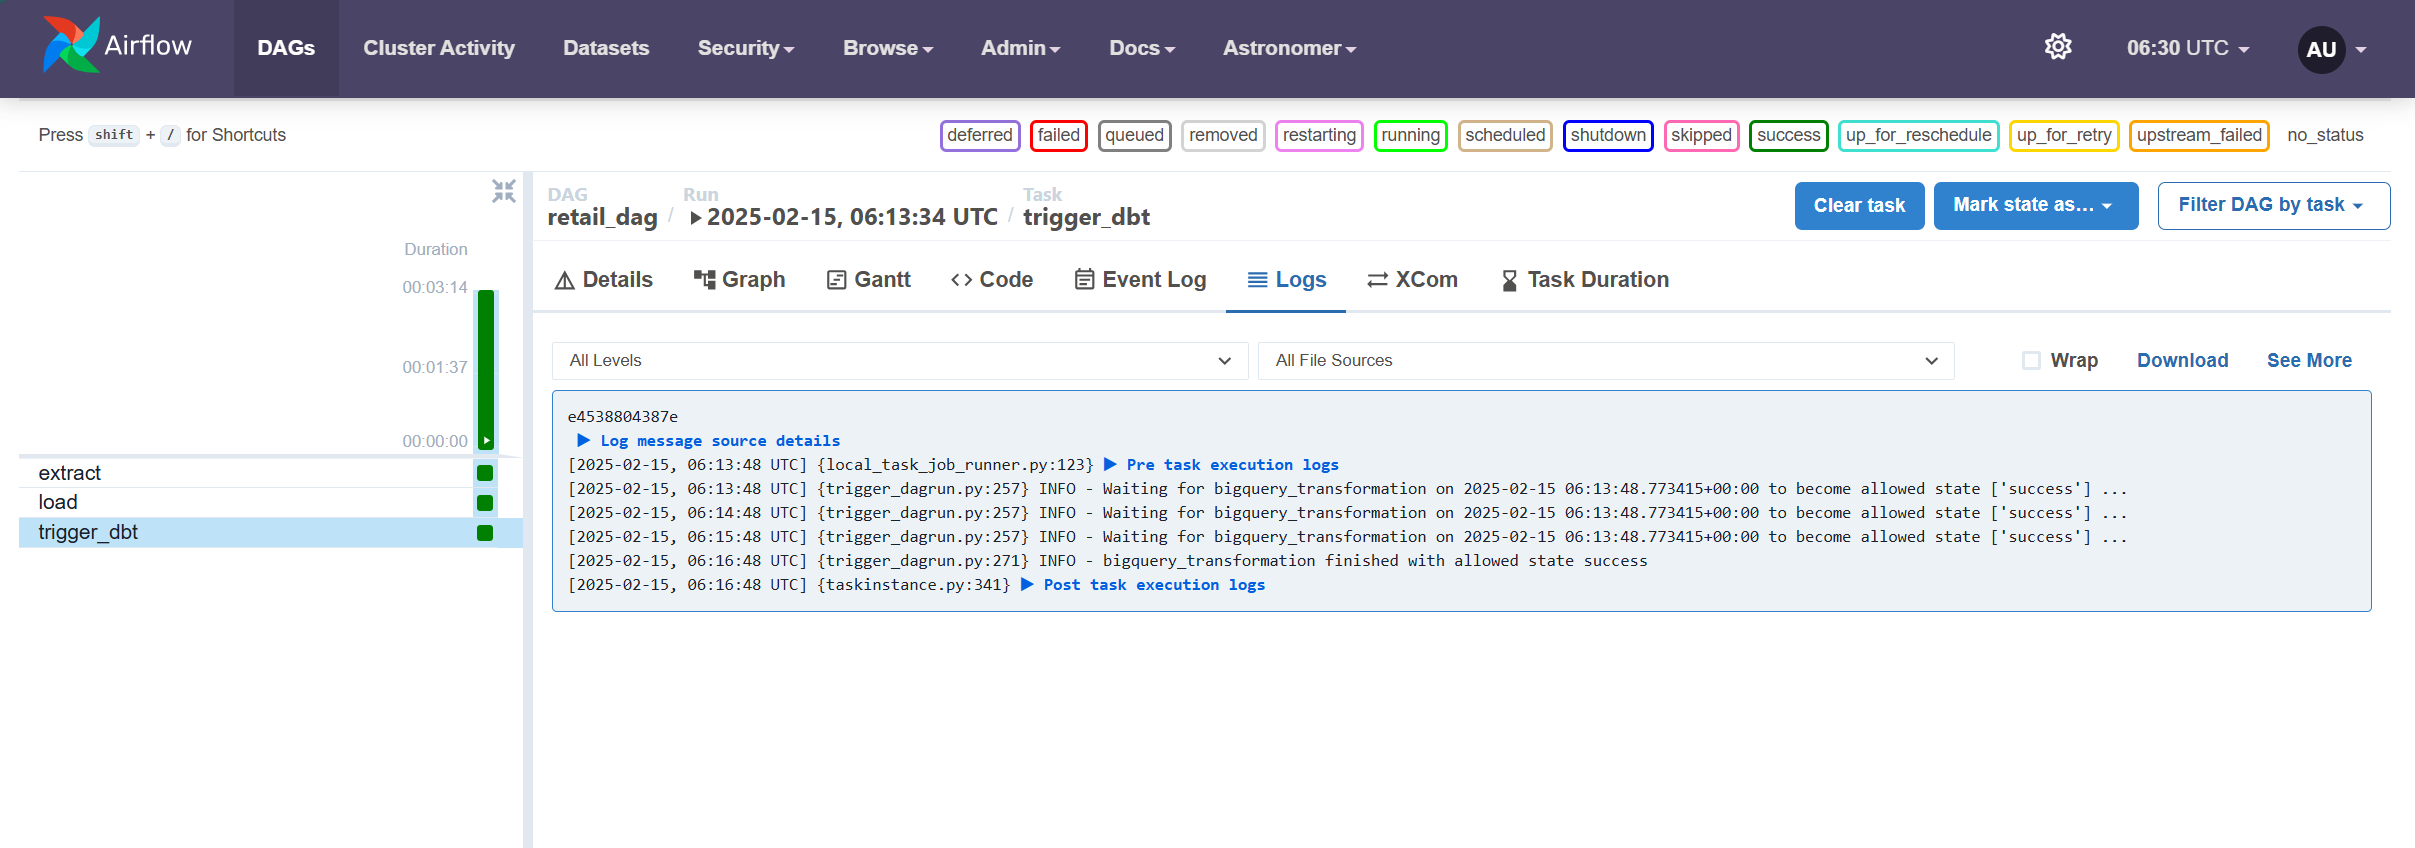 Airflow DAGs Cluster Activity Datasets Security Browse Admin Docs Astronomer 06:30 UTC AU
Press shift + / for Shortcuts deferred failed queued removed restarting running scheduled shutdown skipped success up_for_reschedule up_for_retry upstream_failed no_status
DAG Run Task
retail_dag / 2025-02-15, 06:13:34 UTC / trigger_dbt Clear task Mark state as... Filter DAG by task
Duration
00:03:14
00:01:37
00:00:00
extract
load
trigger_dbt
Details Graph Gantt Code Event Log Logs XCom Task Duration
All Levels All File Sources Wrap Download See More
e4538804387e
Log message source details
[2025-02-15, 06:13:48 UTC] {local_task_job_runner.py:123} Pre task execution logs
[2025-02-15, 06:13:48 UTC] {trigger_dagrun.py:257} INFO - Waiting for bigquery_transformation on 2025-02-15 06:13:48.773415+00:00 to become allowed state ['success'] ...
[2025-02-15, 06:14:48 UTC] {trigger_dagrun.py:257} INFO - Waiting for bigquery_transformation on 2025-02-15 06:13:48.773415+00:00 to become allowed state ['success'] ...
[2025-02-15, 06:15:48 UTC] {trigger_dagrun.py:257} INFO - Waiting for bigquery_transformation on 2025-02-15 06:13:48.773415+00:00 to become allowed state ['success'] ...
[2025-02-15, 06:16:48 UTC] {trigger_dagrun.py:271} INFO - bigquery_transformation finished with allowed state success
[2025-02-15, 06:16:48 UTC] {taskinstance.py:341} Post task execution logs